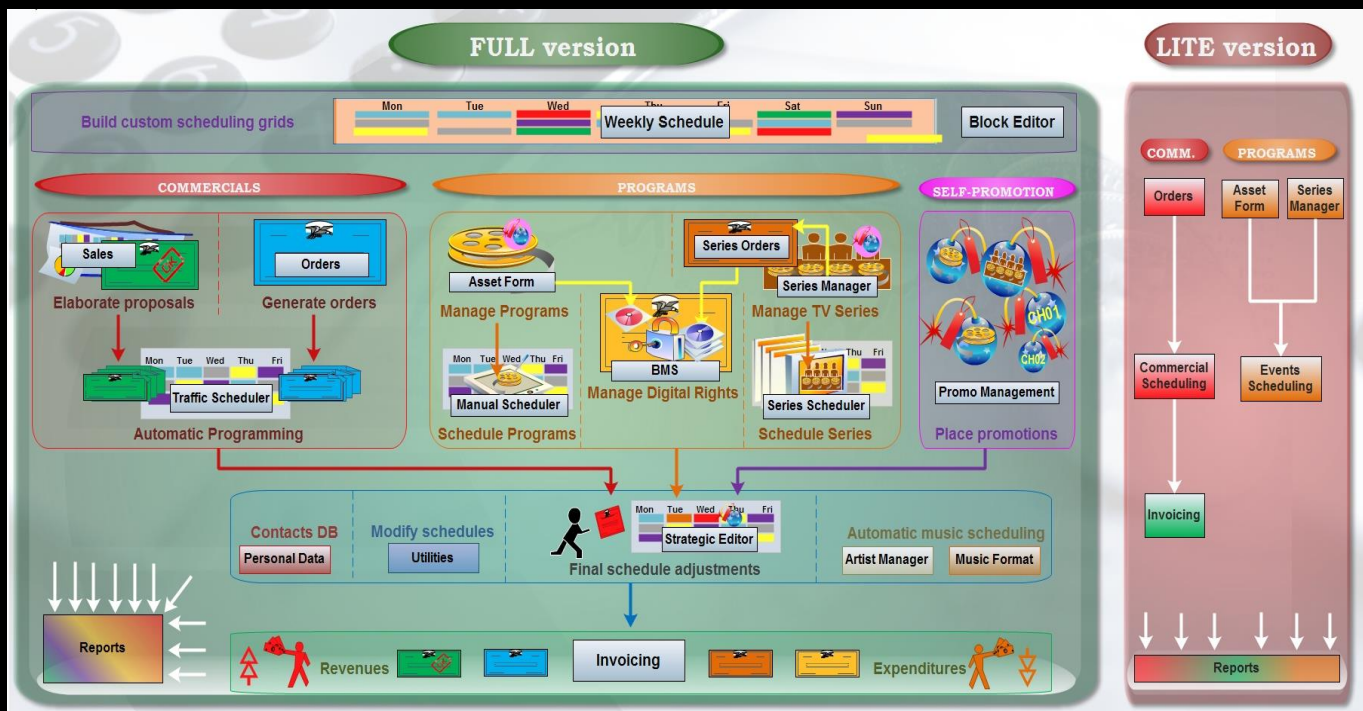 FULL version
LITE version
Build custom scheduling grids
Mon Tue Wed Thu Fri Sat Sun
Weekly Schedule
Block Editor
COMMERCIALS
PROGRAMS
SELF-PROMOTION
COMM.
PROGRAMS
Sales
Orders
Elaborate proposals
Generate orders
Mon Tue Wed Thu Fri
Traffic Scheduler
Automatic Programming
Asset Form
Manage Programs
Series Orders
Series Manager
Manage TV Series
BMS
Manage Digital Rights
Mon Tue Wed Thu Fri
Manual Scheduler
Schedule Programs
Thu Fri
Series Scheduler
Schedule Series
CH01
CH02
Promo Management
Place promotions
Orders
Asset
Form
Series
Manager
Commercial
Scheduling
Events
Scheduling
Invoicing
Reports
Contacts DB
Personal Data
Modify schedules
Utilities
Mon Tue Wed Thu Fri
Strategic Editor
Final schedule adjustments
Automatic music scheduling
Artist Manager
Music Format
Reports
Revenues
Invoicing
Expenditures